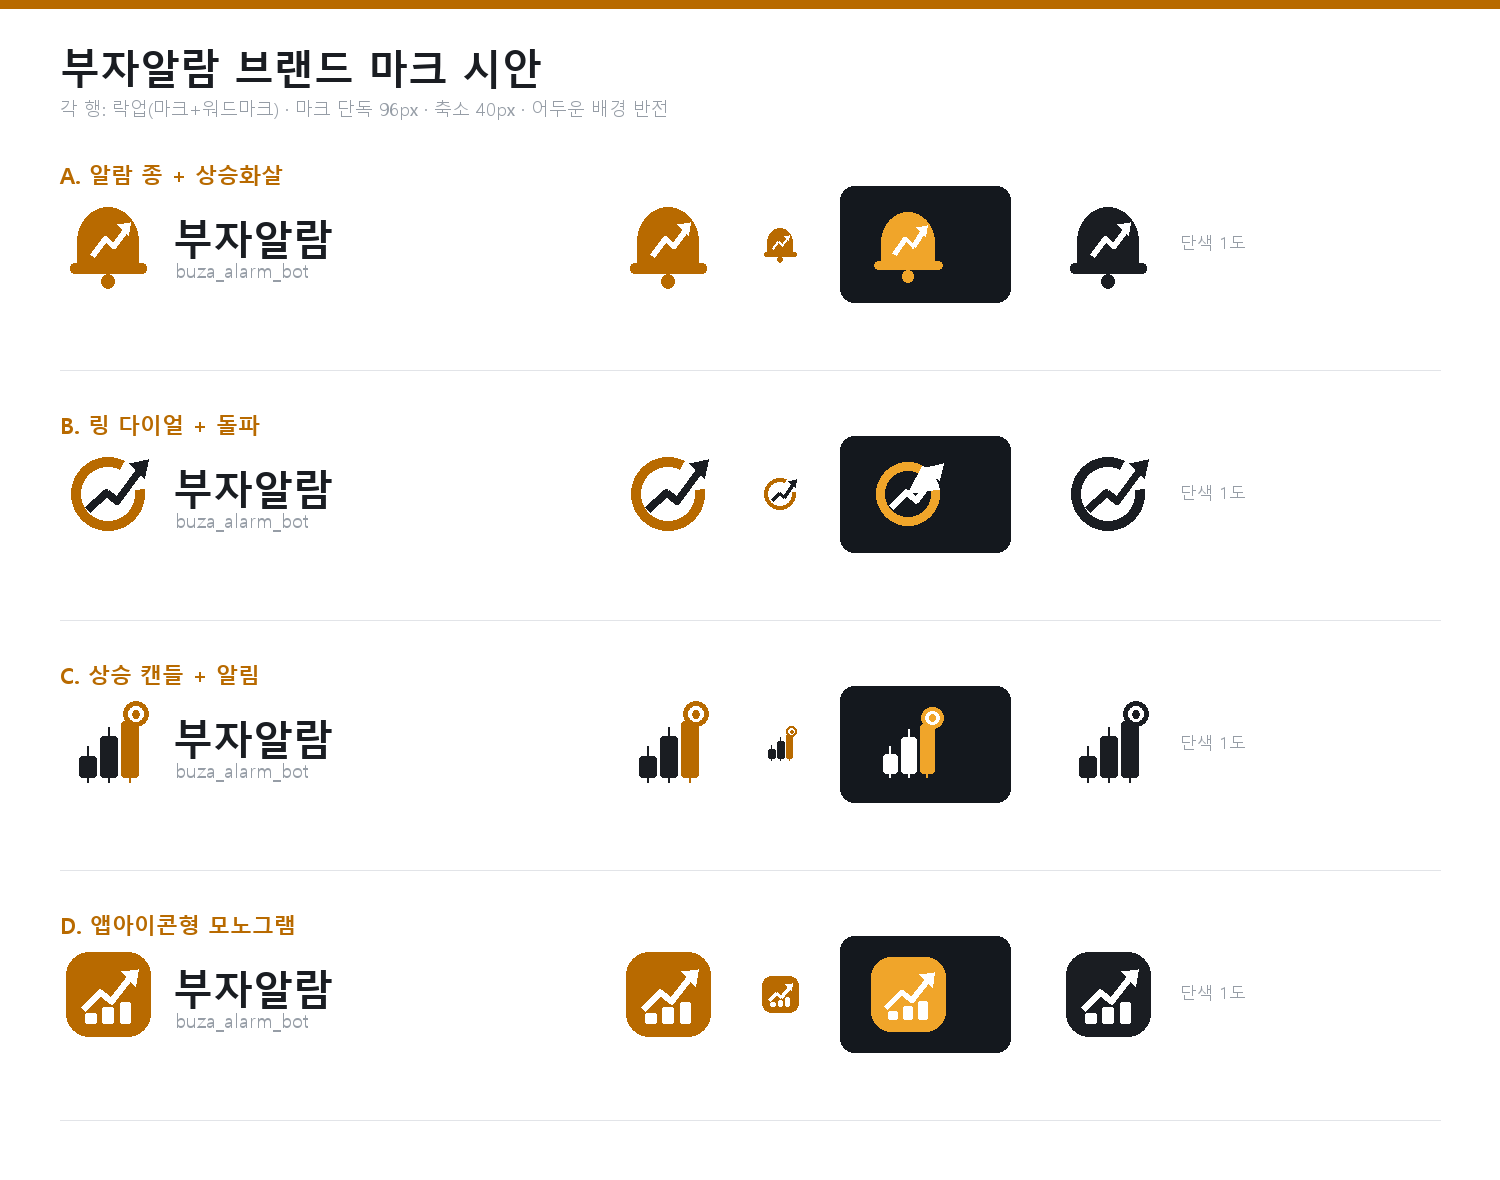 부자알람 브랜드 마크 시안
각 행: 락업(마크+워드마크) · 마크 단독 96px · 축소 40px · 어두운 배경 반전
A. 알람 종 + 상승화살
부자알람
buza_alarm_bot
단색 1도
B. 링 다이얼 + 돌파
부자알람
buza_alarm_bot
단색 1도
C. 상승 캔들 + 알림
부자알람
buza_alarm_bot
단색 1도
D. 앱아이콘형 모노그램
부자알람
buza_alarm_bot
단색 1도